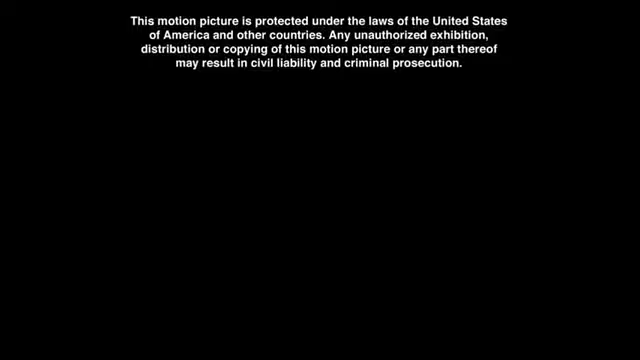 This motion picture is protected under the laws of the United States
of America and other countries. Any unauthorized exhibition,
distribution or copying of this motion picture or any part thereof
may result in civil liability and criminal prosecution.